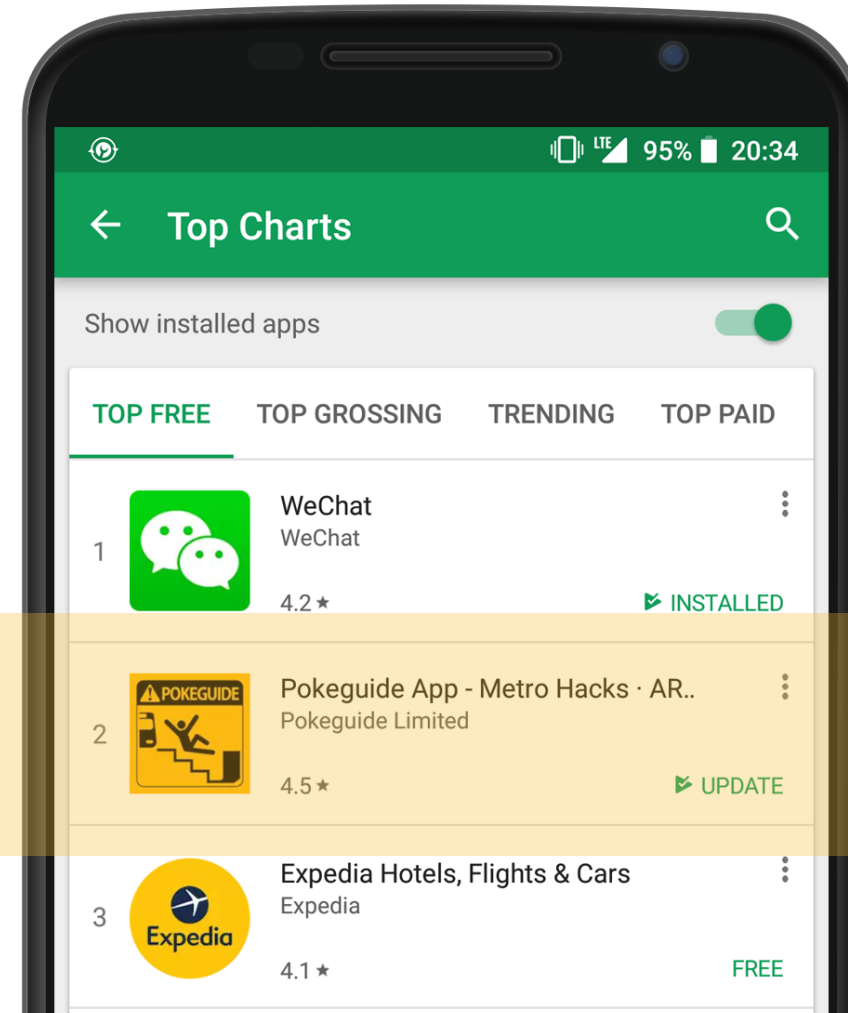 LTE 95% 20:34
Top Charts
Show installed apps
TOP FREE TOP GROSSING TRENDING TOP PAID
1
WeChat
WeChat
4.2 INSTALLED
2
POKEGUIDE
Pokeguide App - Metro Hacks · AR..
Pokeguide Limited
4.5 UPDATE
3
Expedia
Expedia Hotels, Flights & Cars
Expedia
4.1 FREE